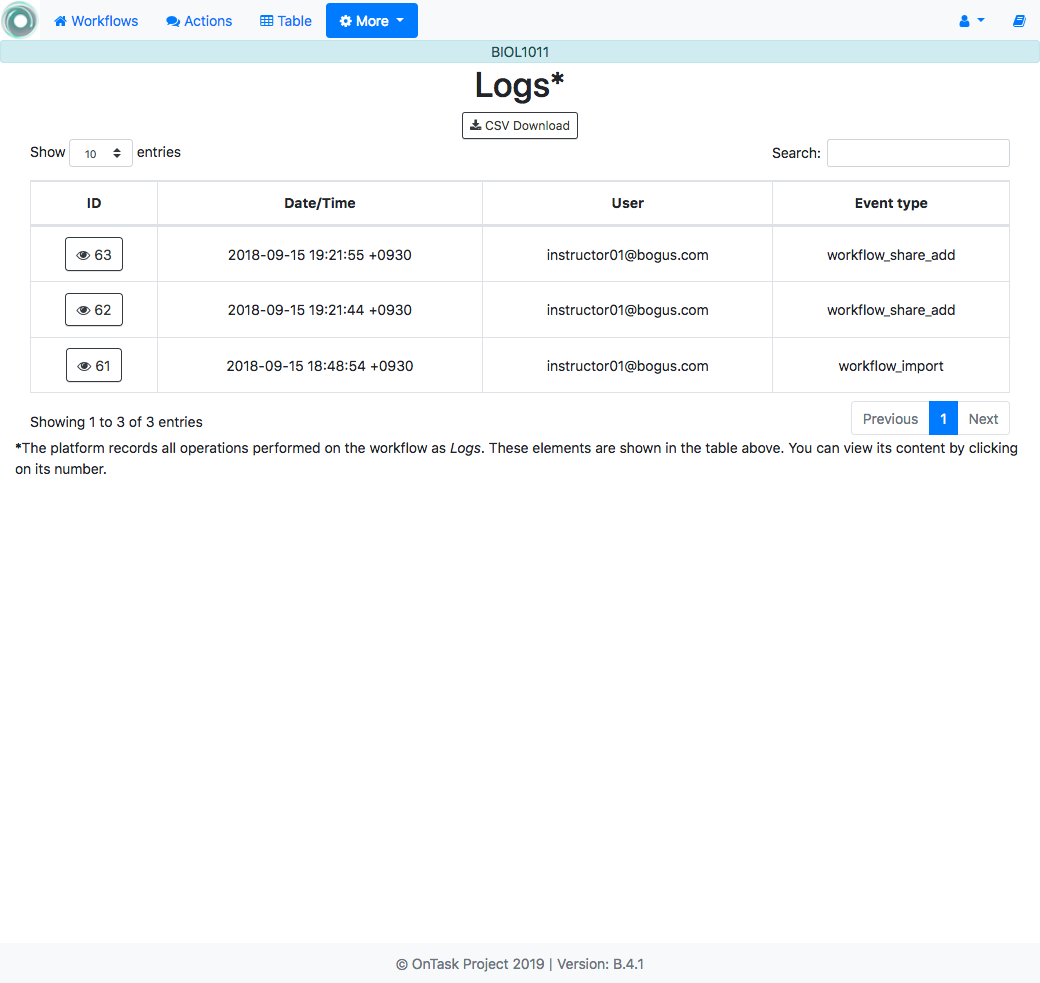 Workflows Actions Table More
BIOL1011
Logs*
CSV Download
Show 10 entries Search:
ID Date/Time User Event type
63 2018-09-15 19:21:55 +0930 instructor01@bogus.com workflow_share_add
62 2018-09-15 19:21:44 +0930 instructor01@bogus.com workflow_share_add
61 2018-09-15 18:48:54 +0930 instructor01@bogus.com workflow_import
Showing 1 to 3 of 3 entries Previous 1 Next
*The platform records all operations performed on the workflow as Logs. These elements are shown in the table above. You can view its content by clicking
on its number.
© OnTask Project 2019 | Version: B.4.1